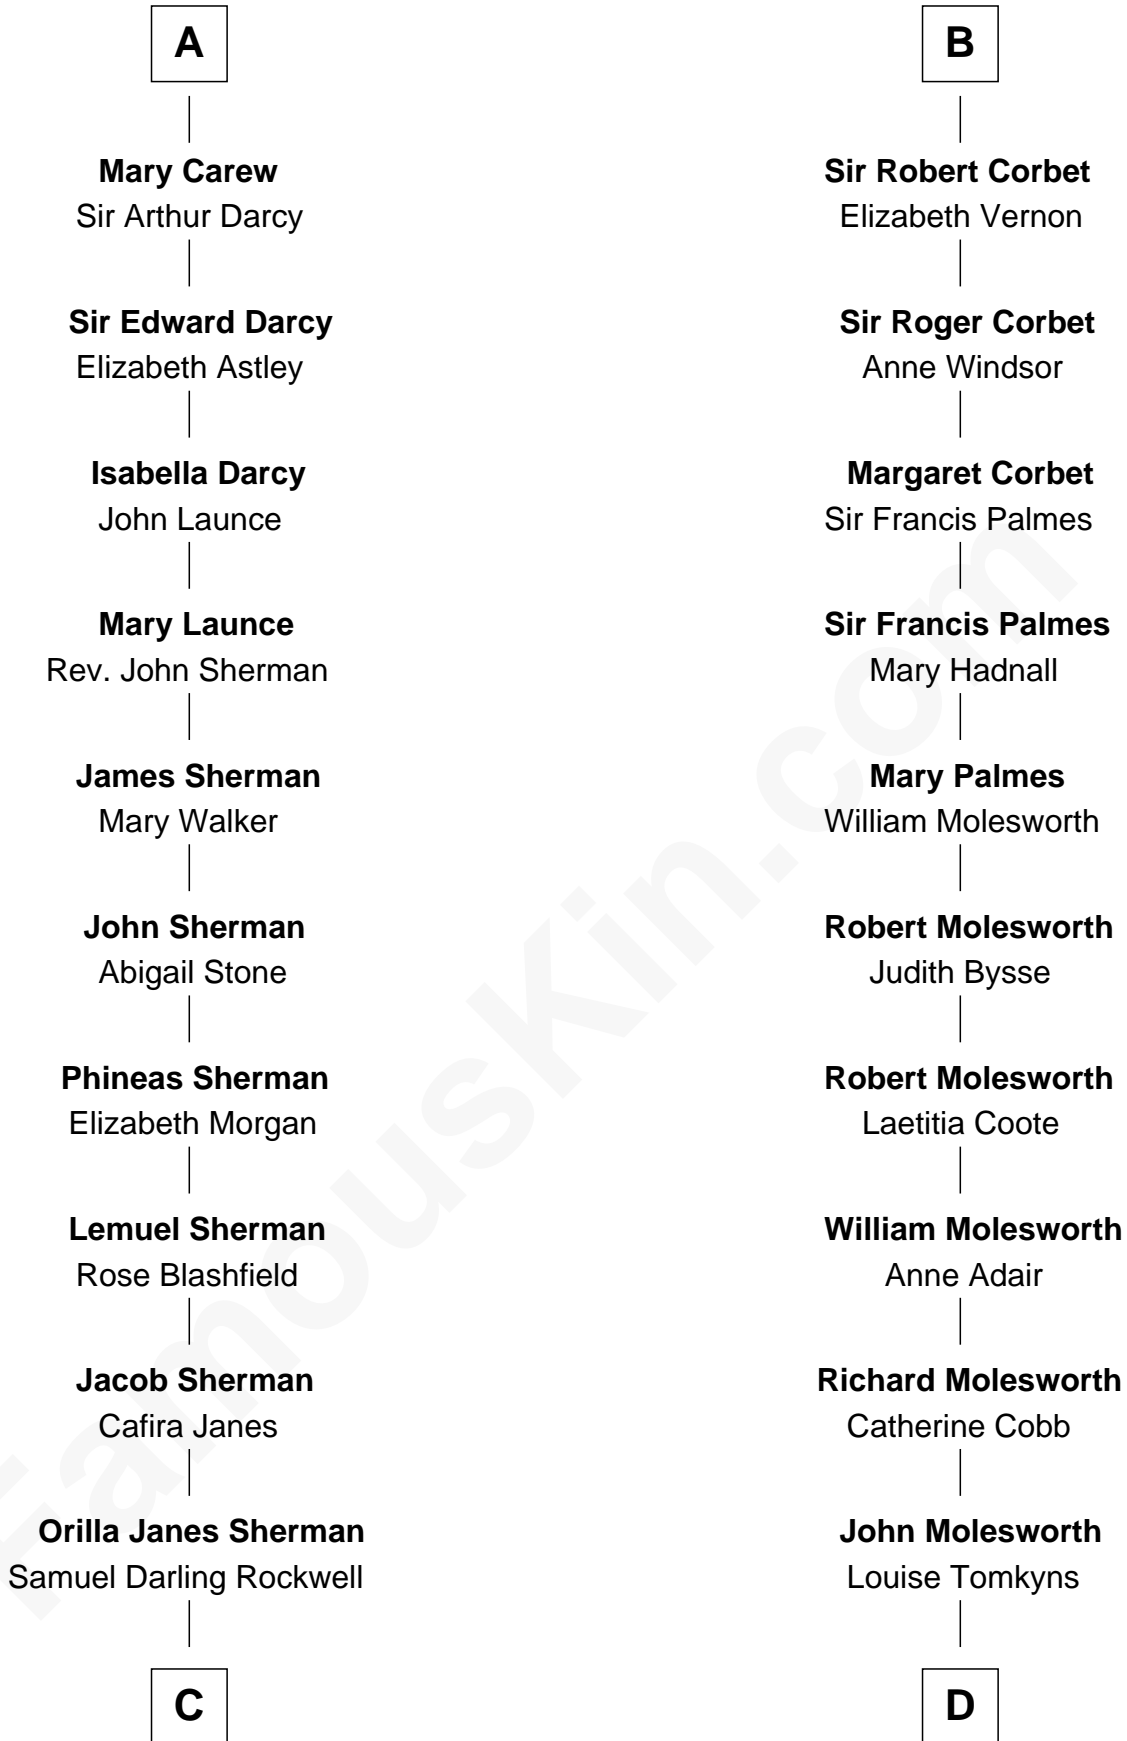 A
Mary Carew
Sir Arthur Darcy
Sir Edward Darcy
Elizabeth Astley
Isabella Darcy
John Launce
Mary Launce
Rev. John Sherman
James Sherman
Mary Walker
John Sherman
Abigail Stone
Phineas Sherman
Elizabeth Morgan
Lemuel Sherman
Rose Blashfield
Jacob Sherman
Cafira Janes
Orilla Janes Sherman
Samuel Darling Rockwell
C
B
Sir Robert Corbet
Elizabeth Vernon
Sir Roger Corbet
Anne Windsor
Margaret Corbet
Sir Francis Palmes
Sir Francis Palmes
Mary Hadnall
Mary Palmes
William Molesworth
Robert Molesworth
Judith Bysse
Robert Molesworth
Laetitia Coote
William Molesworth
Anne Adair
Richard Molesworth
Catherine Cobb
John Molesworth
Louise Tomkyns
D
FamousKin.com